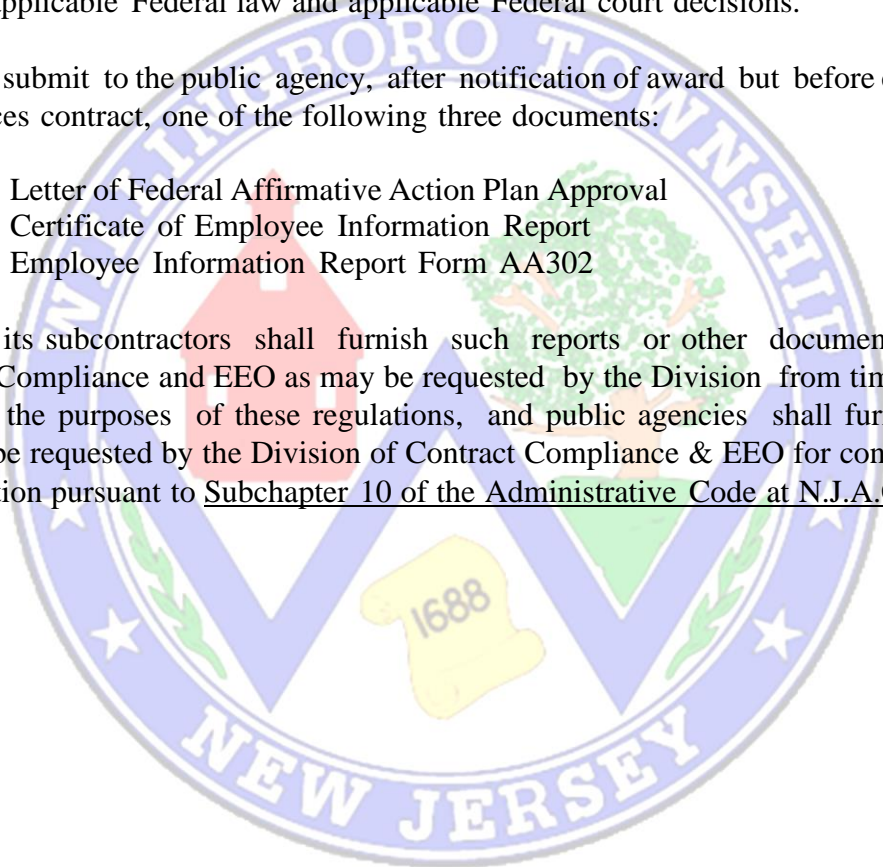 applicable Federal law and applicable Federal court decisions.
submit to the public agency, after notification of award but before
ces contract, one of the following three documents:
Letter of Federal Affirmative Action Plan Approval
Certificate of Employee Information Report
Employee Information Report Form AA302
its subcontractors shall furnish such reports or other documen
Compliance and EEO as may be requested by the Division from tim
the purposes of these regulations, and public agencies shall fur
be requested by the Division of Contract Compliance & EEO for con
tion pursuant to Subchapter 10 of the Administrative Code at N.J.A.
WILLINGBORO TOWNSHIP
1688
NEW JERSEY